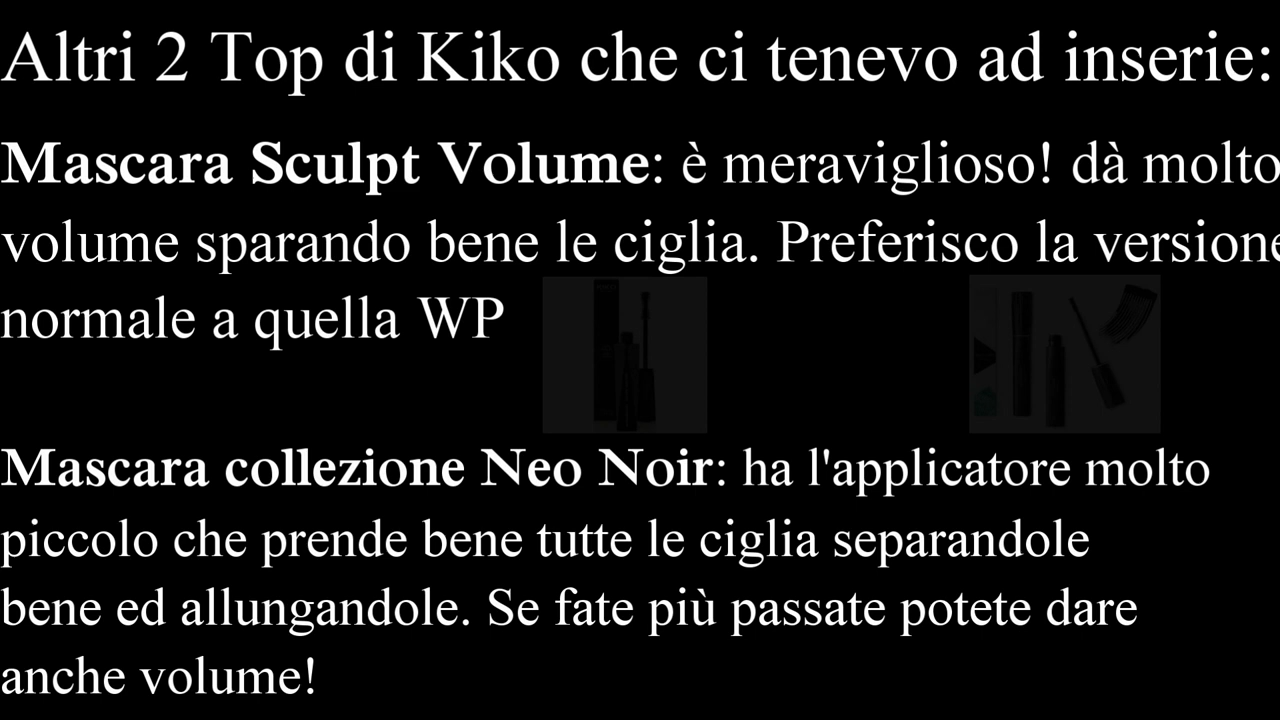 Altri 2 Top di Kiko che ci tenevo ad inserie:
Mascara Sculpt Volume: è meraviglioso! dà molto
volume sparando bene le ciglia. Preferisco la versione
normale a quella WP
Mascara collezione Neo Noir: ha l'applicatore molto
piccolo che prende bene tutte le ciglia separandole
bene ed allungandole. Se fate più passate potete dare
anche volume!